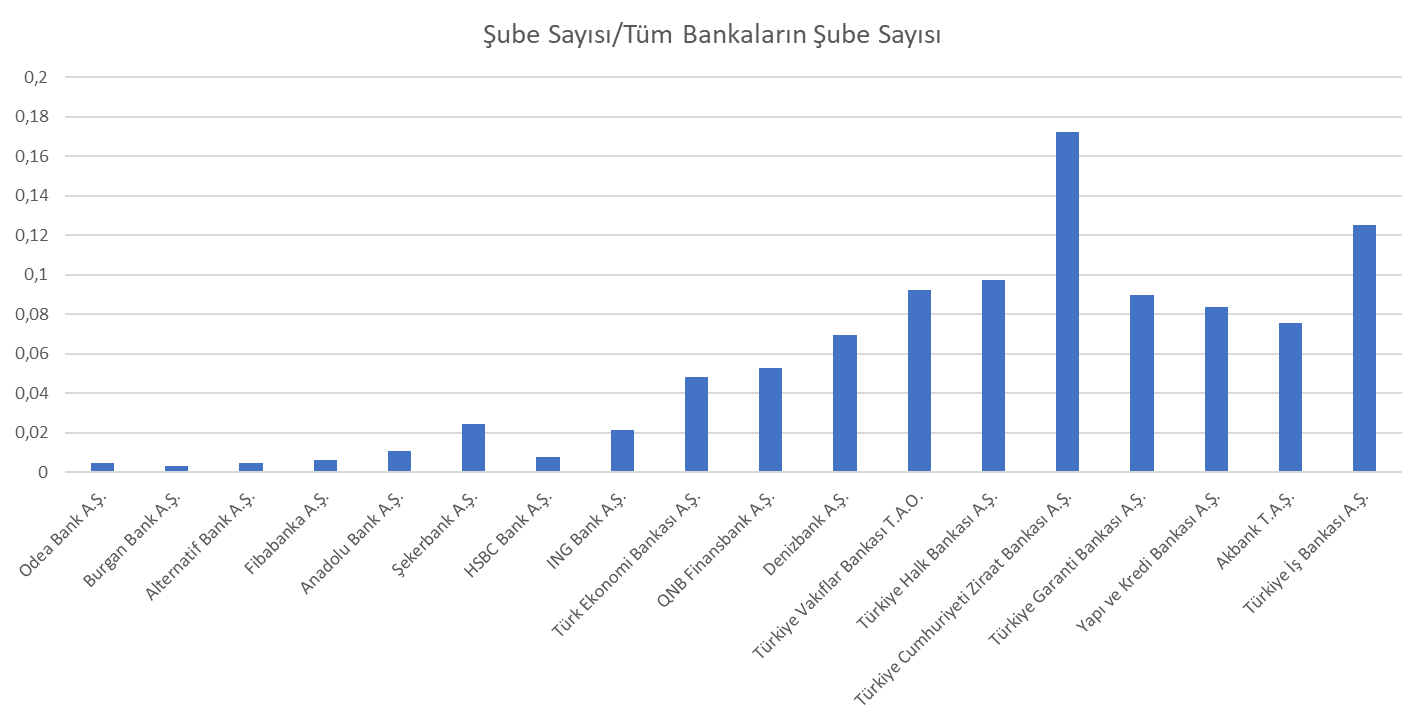 Şube Sayısı/Tüm Bankaların Şube Sayısı
0,2
0,18
0,16
0,14
0,12
0,1
0,08
0,06
0,04
0,02
0
Odea Bank A.Ş.
Burgan Bank A.Ş.
Alternatif Bank A.Ş.
Fibabanka A.Ş.
Anadolu Bank A.Ş.
Şekerbank A.Ş.
HSBC Bank A.Ş.
ING Bank A.Ş.
Türk Ekonomi Bankası A.Ş.
QNB Finansbank A.Ş.
Denizbank A.Ş.
Türkiye Vakıflar Bankası T.A.O.
Türkiye Halk Bankası A.Ş.
Türkiye Cumhuriyeti Ziraat Bankası A.Ş.
Türkiye Garanti Bankası A.Ş.
Yapı ve Kredi Bankası A.Ş.
Akbank T.A.Ş.
Türkiye İş Bankası A.Ş.